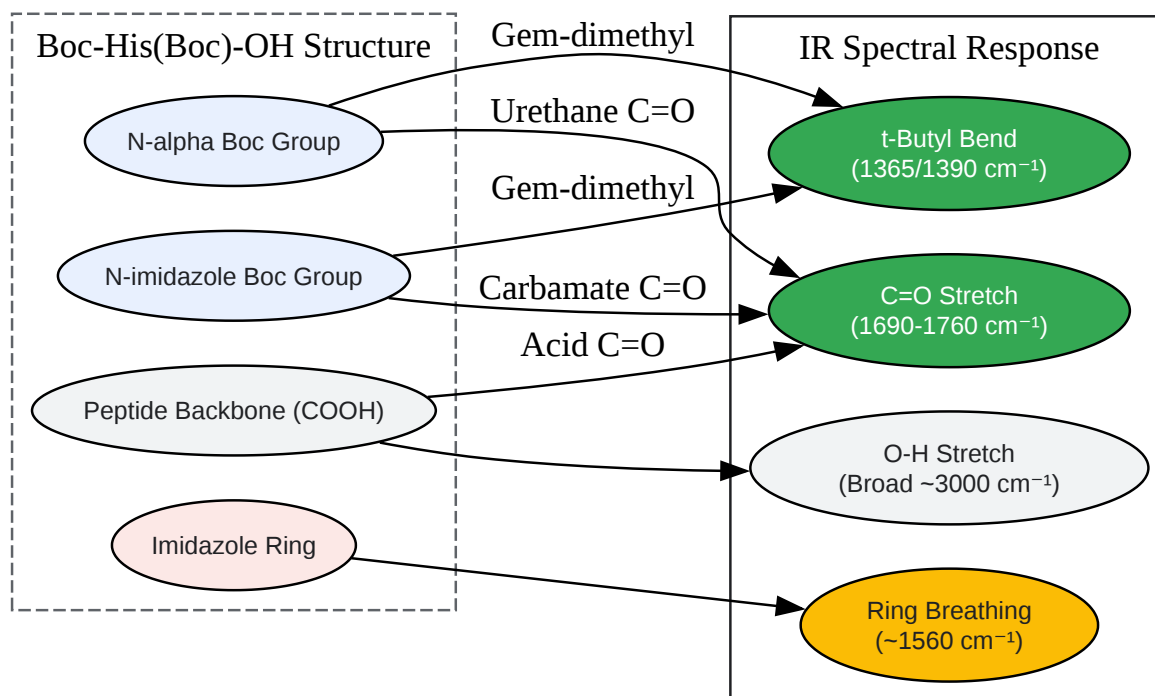 Boc-His(Boc)-OH Structure
N-alpha Boc Group
N-imidazole Boc Group
Peptide Backbone (COOH)
Imidazole Ring
Gem-dimethyl
Urethane C=O
Gem-dimethyl
Carbamate C=O
Acid C=O
IR Spectral Response
t-Butyl Bend
(1365/1390 cm⁻¹)
C=O Stretch
(1690-1760 cm⁻¹)
O-H Stretch
(Broad ~3000 cm⁻¹)
Ring Breathing
(~1560 cm⁻¹)